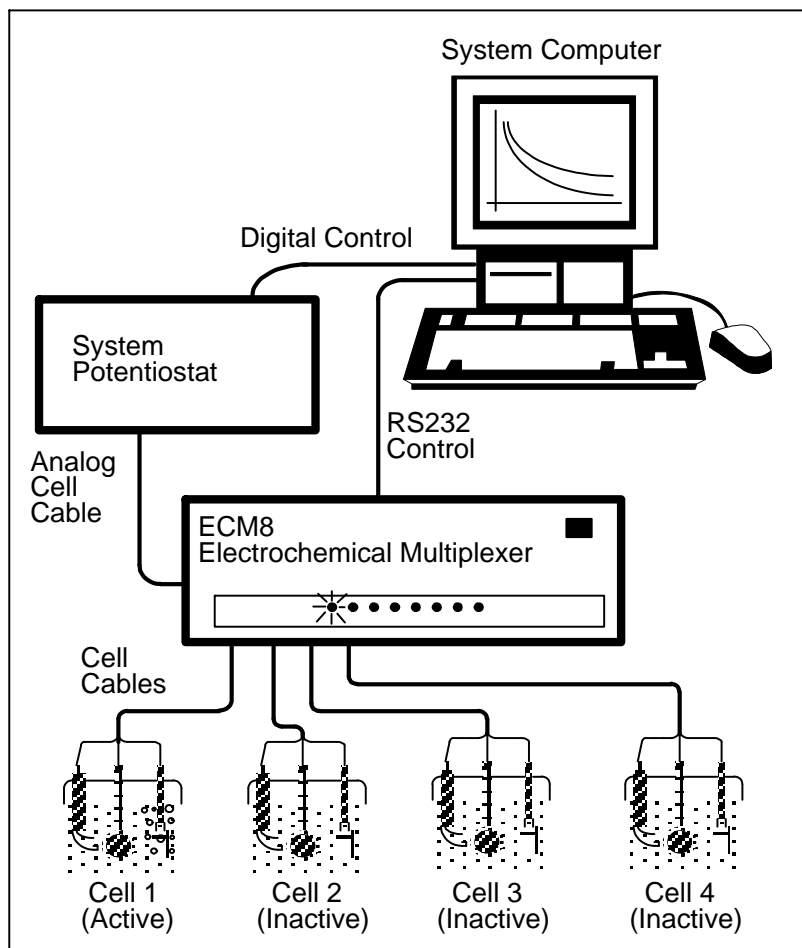 System Computer
Digital Control
System
Potentiostat
RS232
Control
Analog
Cell
Cable
ECM8
Electrochemical Multiplexer
Cell
Cables
Cell 1
(Active)
Cell 2
(Inactive)
Cell 3
(Inactive)
Cell 4
(Inactive)